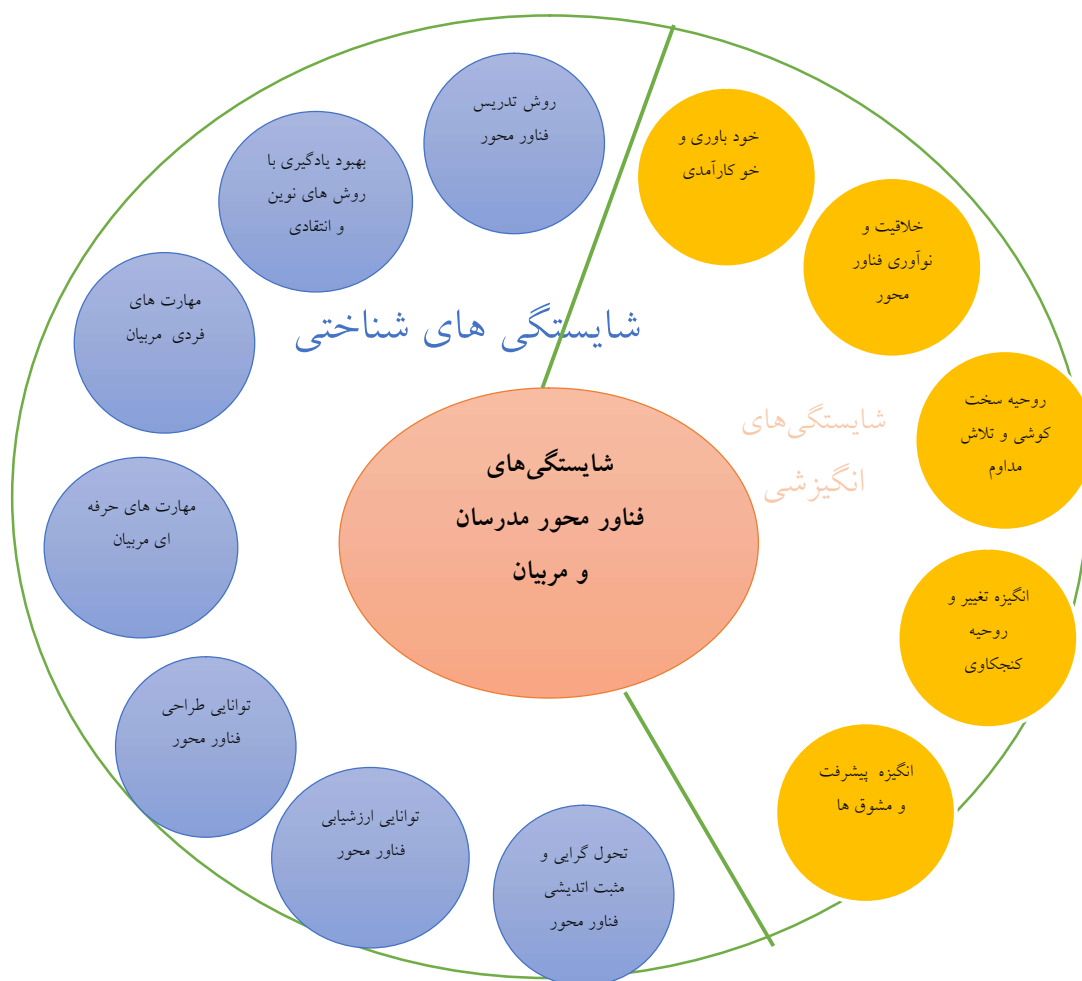 روش تدریس
فناور محور
بهبود یادگیری با
روش های نوین
و انتقادی
مهارت های
فردی مربیان
مهارت های حرفه
ای مربیان
توانایی طراحی
فناور محور
توانایی ارزشیابی
فناور محور
تحول گرایی و
مثبت اتدیشی
فناور محور
شایستگی های شناختی
شایستگی‌های
فناور محور مدرسان
و مربیان
شایستگی‌های
انگیزشی
خود باوری و
خو کارآمدی
خلاقیت و
نوآوری فناور
محور
روحیه سخت
کوشی و تلاش
مداوم
انگیزه تغییر و
روحیه
کنجکاوی
انگیزه پیشرفت
و مشوق ها